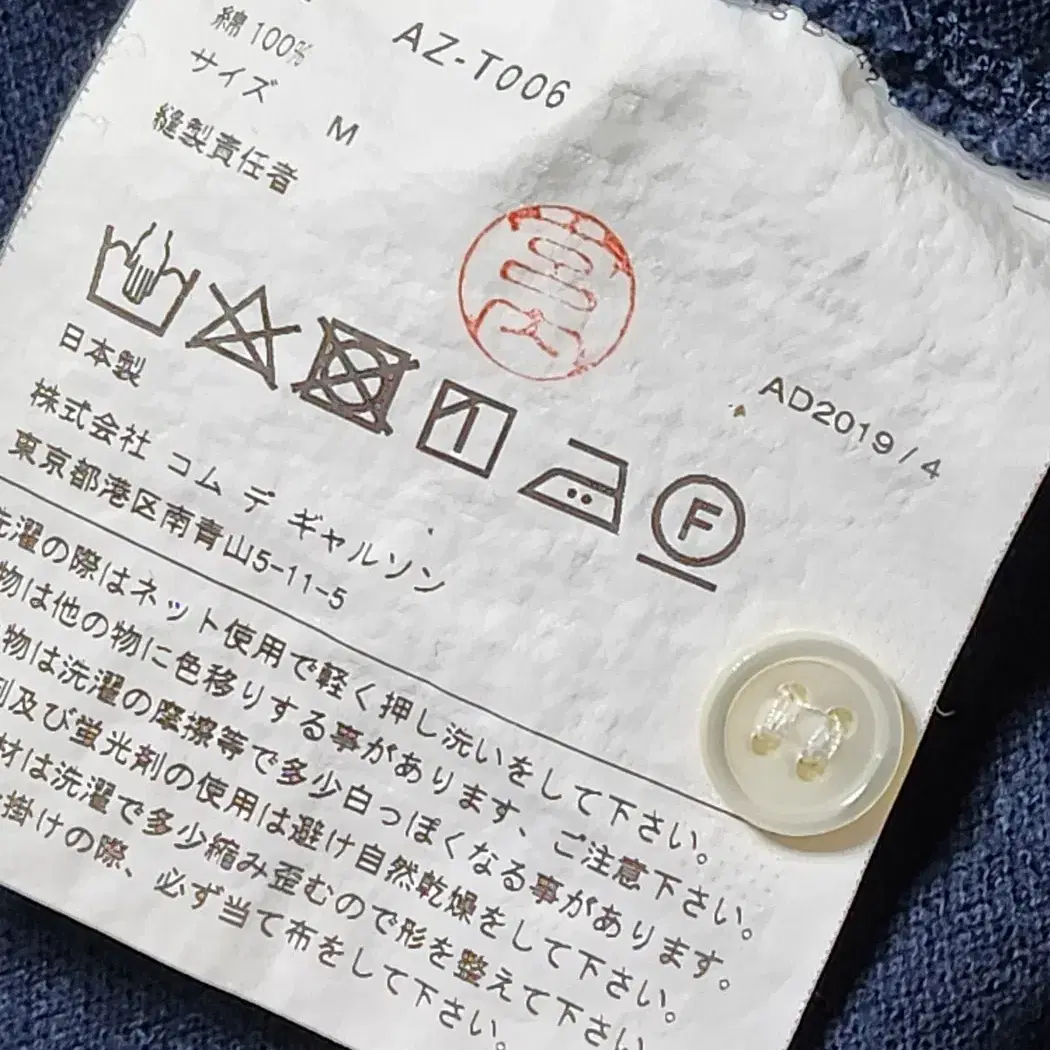 AZ-T006
綿100%
サイズ M
縫製責任者
AD2019/4
F
日本製
株式会社 コム デ ギャルソン
東京都港区南青山5-11-5
洗濯の際はネット使用で軽く押し洗いをして下さい。
物は他の物に色移りする事があります、ご注意下さい。
物は洗濯の摩擦等で多少白っぽくなる事があります。
剤及び蛍光剤の使用は避け自然乾燥をして下さい。
材は洗濯で多少縮み歪むので形を整えて下さい
掛けの際、必ず当て布をして下さい。